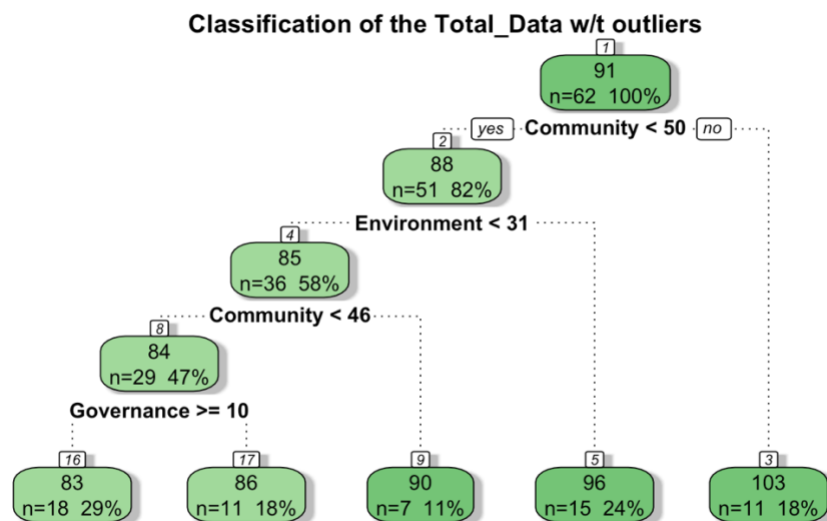 Classification of the Total_Data w/t outliers
1
91
n=62 100%
yes Community < 50 no
2
88
n=51 82%
Environment < 31
4
85
n=36 58%
Community < 46
8
84
n=29 47%
Governance >= 10
16 17 9 5 3
83 86 90 96 103
n=18 29% n=11 18% n=7 11% n=15 24% n=11 18%